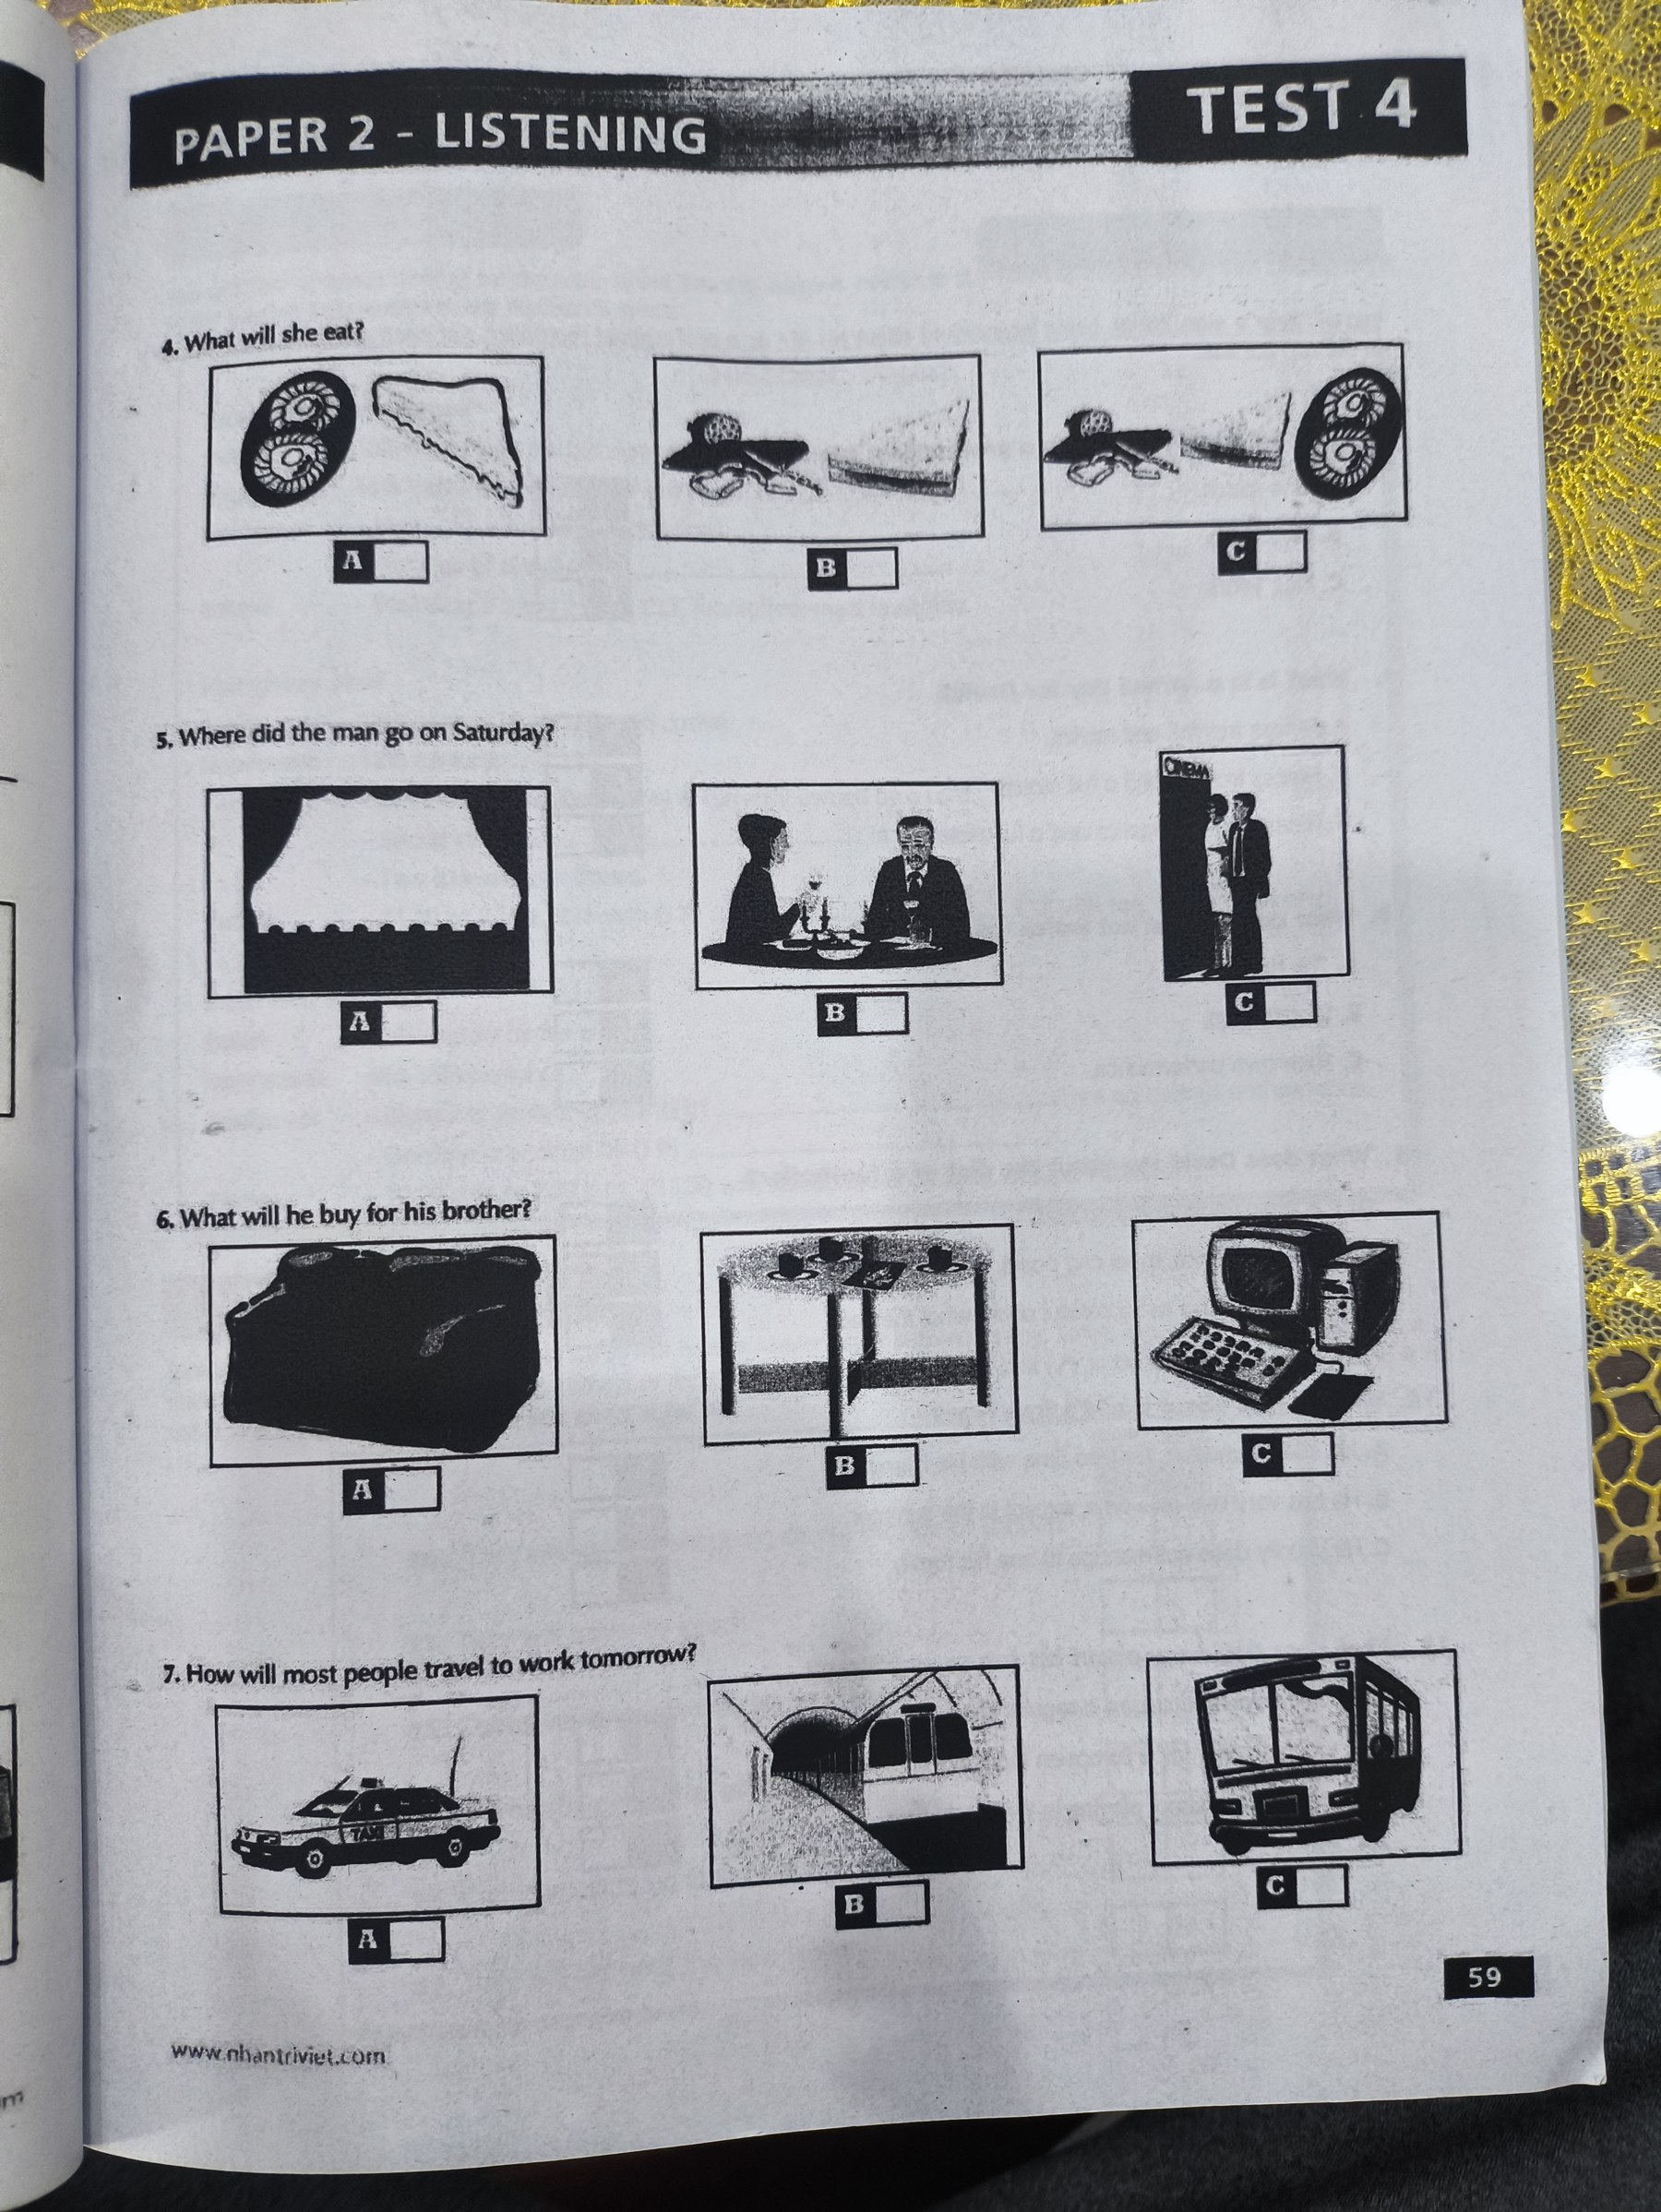 PAPER 2 - LISTENING
TEST 4
4. What will she eat?
A
B
C
5. Where did the man go on Saturday?
CINEMA
A
B
C
6. What will he buy for his brother?
A
B
C
7. How will most people travel to work tomorrow?
TAXI
A
B
C
59
www.nhantriviet.com